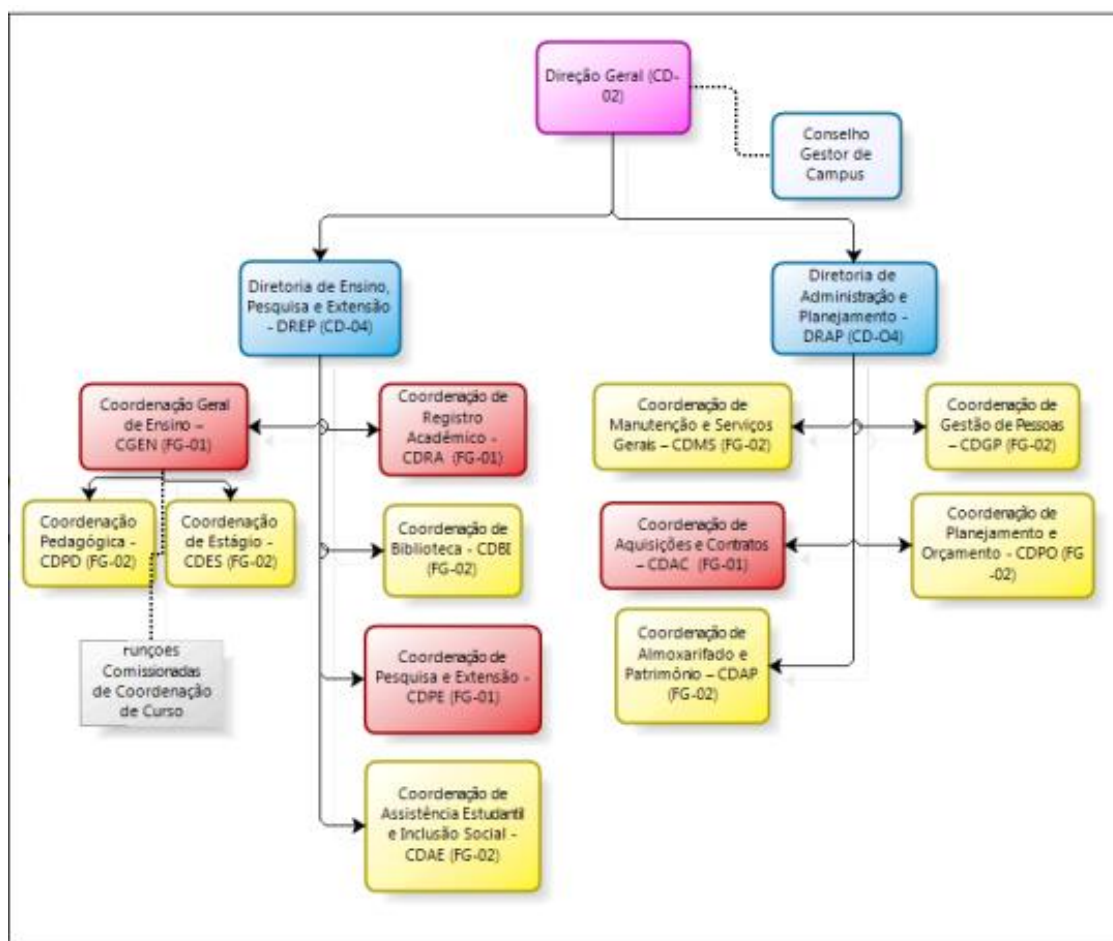 Direção Geral (CD-
02)
Conselho
Gestor de
Campus
Diretoria de Ensino,
Pesquisa e Extensão
- DREP (CD-04)
Diretoria de
Administração e
Planejamento -
DRAP (CD-O4)
Coordenação Geral
de Ensino –
CGEN (FG-01)
Coordenação de
Registro
Acadêmico -
CDRA (FG-01)
Coordenação de
Manutenção e Serviços
Gerais – CDMS (FG-02)
Coordenação de
Gestão de Pessoas
– CDGP (FG-02)
Coordenação
Pedagógica -
CDPD (FG-02)
Coordenação
de Estágio -
CDES (FG-02)
Coordenação de
Biblioteca - CDBI
(FG-02)
Coordenação de
Aquisições e Contratos
– CDAC (FG-01)
Coordenação de
Planejamento e
Orçamento - CDPO (FG
-02)
Funções
Comissionadas
de Coordenação
de Curso
Coordenação de
Pesquisa e Extensão -
CDPE (FG-01)
Coordenação de
Almoxarifado e
Patrimônio – CDAP
(FG-02)
Coordenação de
Assistência Estudantil
e Inclusão Social -
CDAE (FG-02)